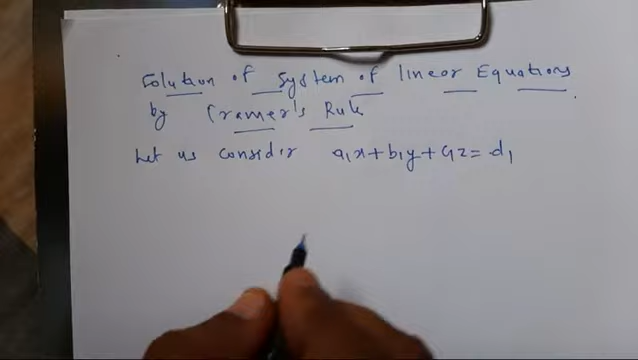 Solution of System of linear Equations
by Cramer's Rule
Let us consider a₁x+b₁y+c₁z=d₁